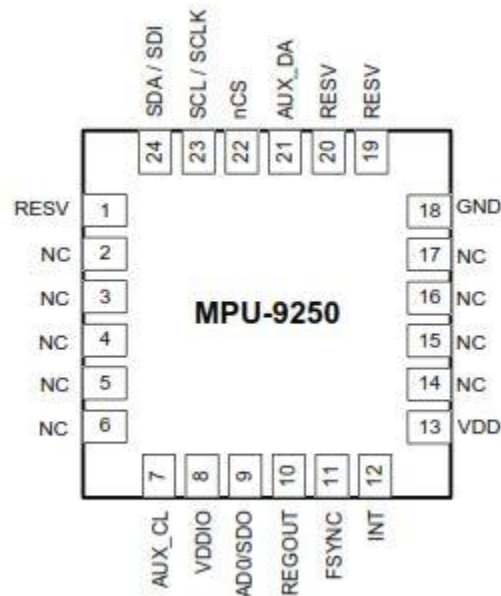 SDA / SDI
SCL / SCLK
nCS
AUX_DA
RESV
RESV
24
23
22
21
20
19
RESV 1
NC 2
NC 3
NC 4
NC 5
NC 6
MPU-9250
18 GND
17 NC
16 NC
15 NC
14 NC
13 VDD
7
8
9
10
11
12
AUX_CL
VDDIO
AD0/SDO
REGOUT
FSYNC
INT